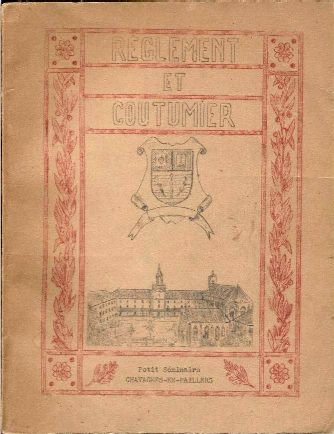 REGLEMENT
ET
COUTUMIER
Petit Séminaire
CHAVAGNES-EN-PAILLERS